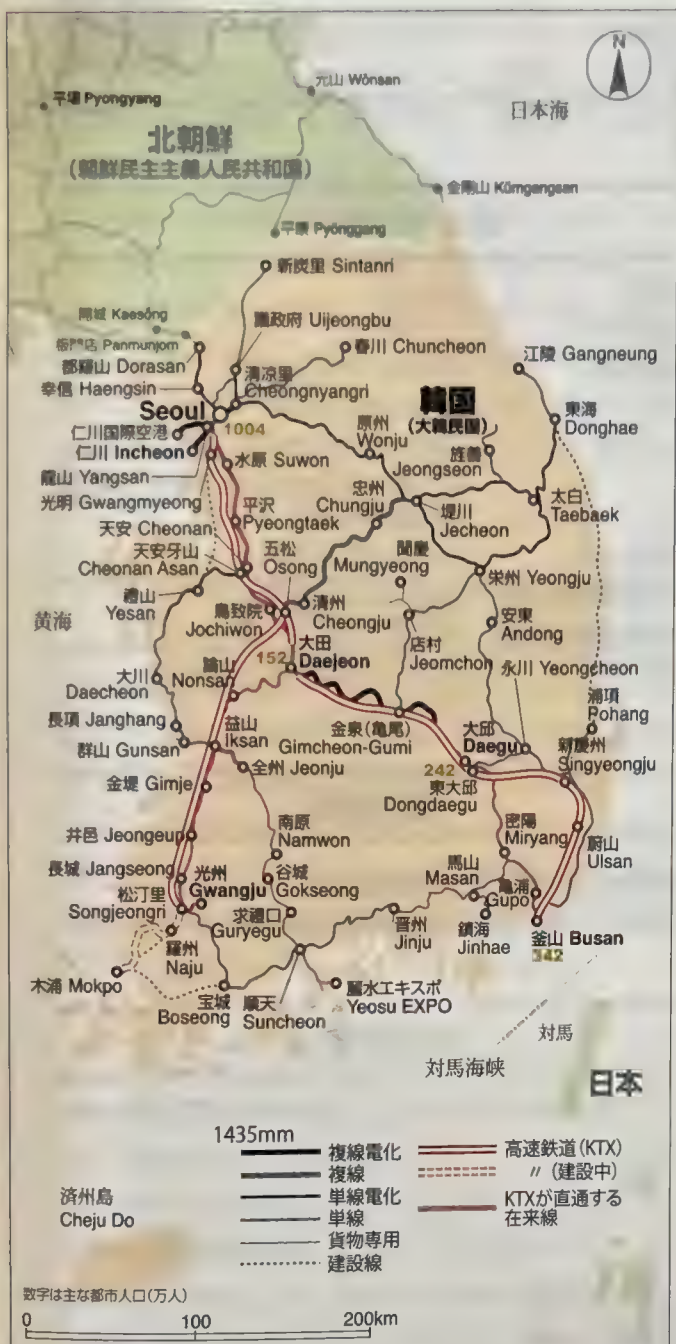 N
元山 Wŏnsan
平壌 Pyongyang
日本海
北朝鮮
(朝鮮民主主義人民共和国)
金剛山 Kŭmgangsan
平康 Pyŏnggang
新炭里 Sintanri
開城 Kaesŏng
議政府 Uijeongbu
板門店 Panmunjom
都羅山 Dorasan
春川 Chuncheon
江陵 Gangneung
幸信 Haengsin
清凉里
Cheongnyangri
韓国
(大韓民国)
東海
Donghae
Seoul
1004
仁川国際空港
仁川 Incheon
原州
Wonju
旌善
Jeongseon
龍山 Yangsan
水原 Suwon
光明 Gwangmyeong
忠州
Chungju
堤川
Jecheon
太白
Taebaek
天安 Cheonan
平沢
Pyeongtaek
天安牙山
Cheonan Asan
五松
Osong
聞慶
Mungyeong
栄州 Yeongju
禮山
Yesan
清州
Cheongju
安東
Andong
黄海
鳥致院
Jochiwon
店村
Jeomchon
大田
Daejeon
152
論山
Nonsan
永川 Yeongcheon
大川
Daecheon
浦項
Pohang
長項 Janghang
益山
Iksan
金泉(亀尾)
Gimcheon-Gumi
大邱
Daegu
新慶州
Singyeongju
群山 Gunsan
242
金堤 Gimje
全州 Jeonju
東大邱
Dongdaegu
井邑 Jeongeup
南原
Namwon
密陽
Miryang
蔚山
Ulsan
長城 Jangseong
光州
Gwangju
谷城
Gokseong
馬山
Masan
亀浦
Gupo
松汀里
Songjeongri
求禮口
Guryegu
晋州
Jinju
鎮海
Jinhae
釜山 Busan
342
羅州
Naju
木浦 Mokpo
宝城
Boseong
順天
Suncheon
麗水エキスポ
Yeosu EXPO
対馬
対馬海峡
日本
1435mm
複線電化
複線
単線電化
単線
貨物専用
建設線
高速鉄道(KTX)
〃 (建設中)
KTXが直通する
在来線
済州島
Cheju Do
数字は主な都市人口(万人)
0 100 200km